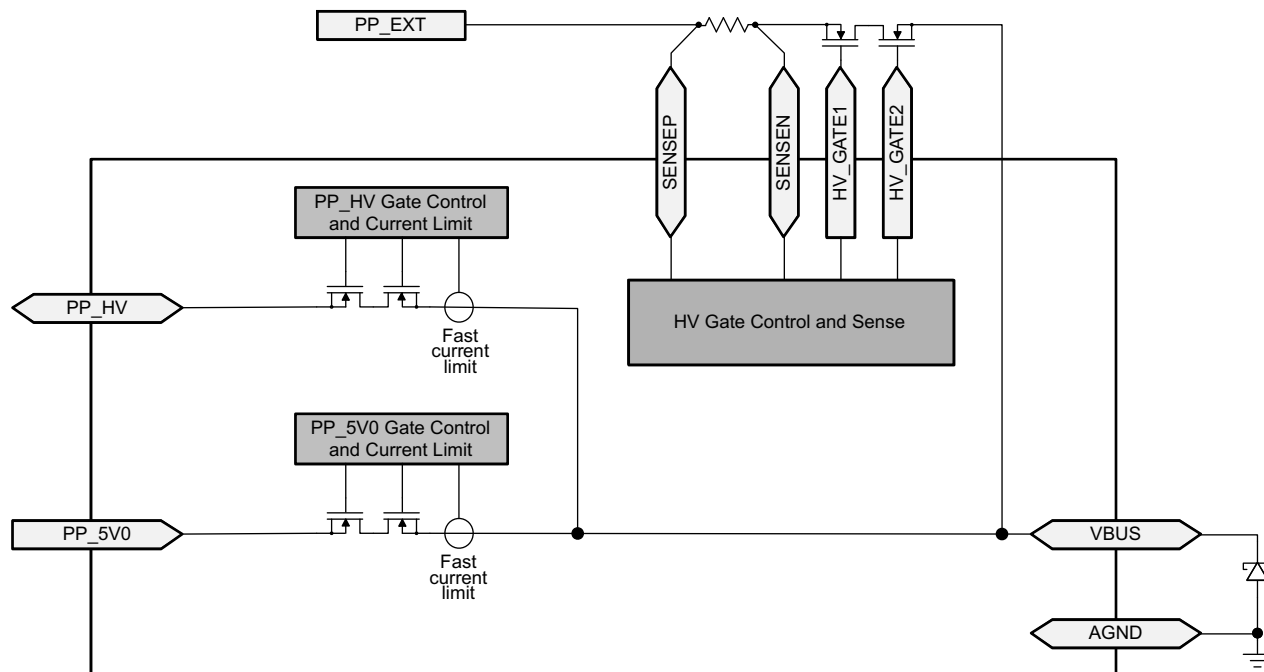 PP_EXT
SENSEP
SENSEN
HV_GATE1
HV_GATE2
PP_HV Gate Control
and Current Limit
PP_HV
Fast
current
limit
HV Gate Control and Sense
PP_5V0 Gate Control
and Current Limit
PP_5V0
Fast
current
limit
VBUS
AGND